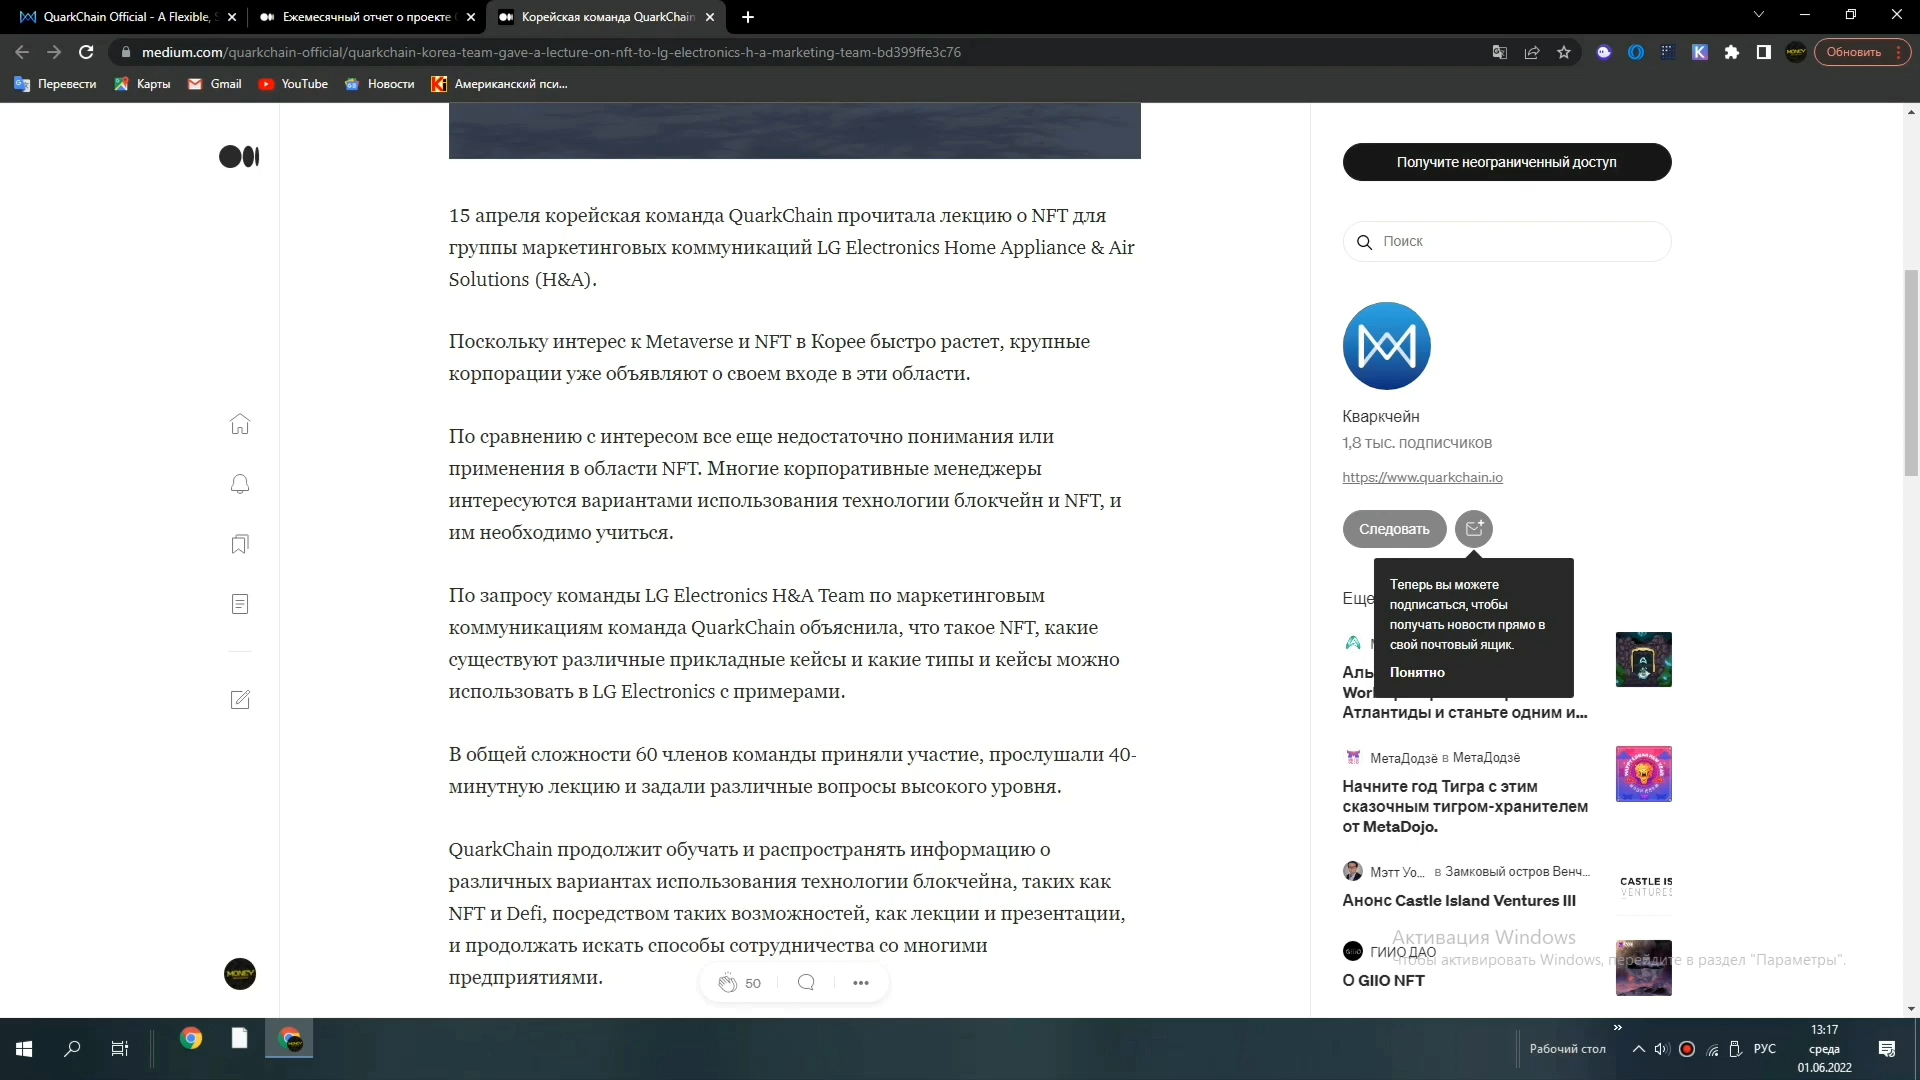 QuarkChain Official - A Flexible, S
Ежемесячный отчет о проекте
Корейская команда QuarkChain
medium.com/quarkchain-official/quarkchain-korea-team-gave-a-lecture-on-nft-to-lg-electronics-h-a-marketing-team-bd399ffe3c76
Обновить
Перевести
Карты
Gmail
YouTube
Новости
Американский пси...
15 апреля корейская команда QuarkChain прочитала лекцию о NFT для
группы маркетинговых коммуникаций LG Electronics Home Appliance & Air
Solutions (H&A).
Поскольку интерес к Metaverse и NFT в Корее быстро растет, крупные
корпорации уже объявляют о своем входе в эти области.
По сравнению с интересом все еще недостаточно понимания или
применения в области NFT. Многие корпоративные менеджеры
интересуются вариантами использования технологии блокчейн и NFT, и
им необходимо учиться.
По запросу команды LG Electronics H&A Team по маркетинговым
коммуникациям команда QuarkChain объяснила, что такое NFT, какие
существуют различные прикладные кейсы и какие типы и кейсы можно
использовать в LG Electronics с примерами.
В общей сложности 60 членов команды приняли участие, прослушали 40-
минутную лекцию и задали различные вопросы высокого уровня.
QuarkChain продолжит обучать и распространять информацию о
различных вариантах использования технологии блокчейна, таких как
NFT и Defi, посредством таких возможностей, как лекции и презентации,
и продолжать искать способы сотрудничества со многими
предприятиями.
50
Получите неограниченный доступ
Поиск
Кваркчейн
1,8 тыс. подписчиков
https://www.quarkchain.io
Следовать
Теперь вы можете
подписаться, чтобы
получать новости прямо в
свой почтовый ящик.
Понятно
Еще
Аль
Worl
Атлантиды и станьте одним и...
МетаДодзё в МетаДодзё
Начните год Тигра с этим
сказочным тигром-хранителем
от MetaDojo.
Мэтт Уо... в Замковый остров Венч...
Анонс Castle Island Ventures III
CASTLE IS
VENTURES
ГИИО ДАО
О GIIO NFT
Активация Windows
Чтобы активировать Windows, перейдите в раздел "Параметры".
MONEY
Рабочий стол
РУС
13:17
среда
01.06.2022